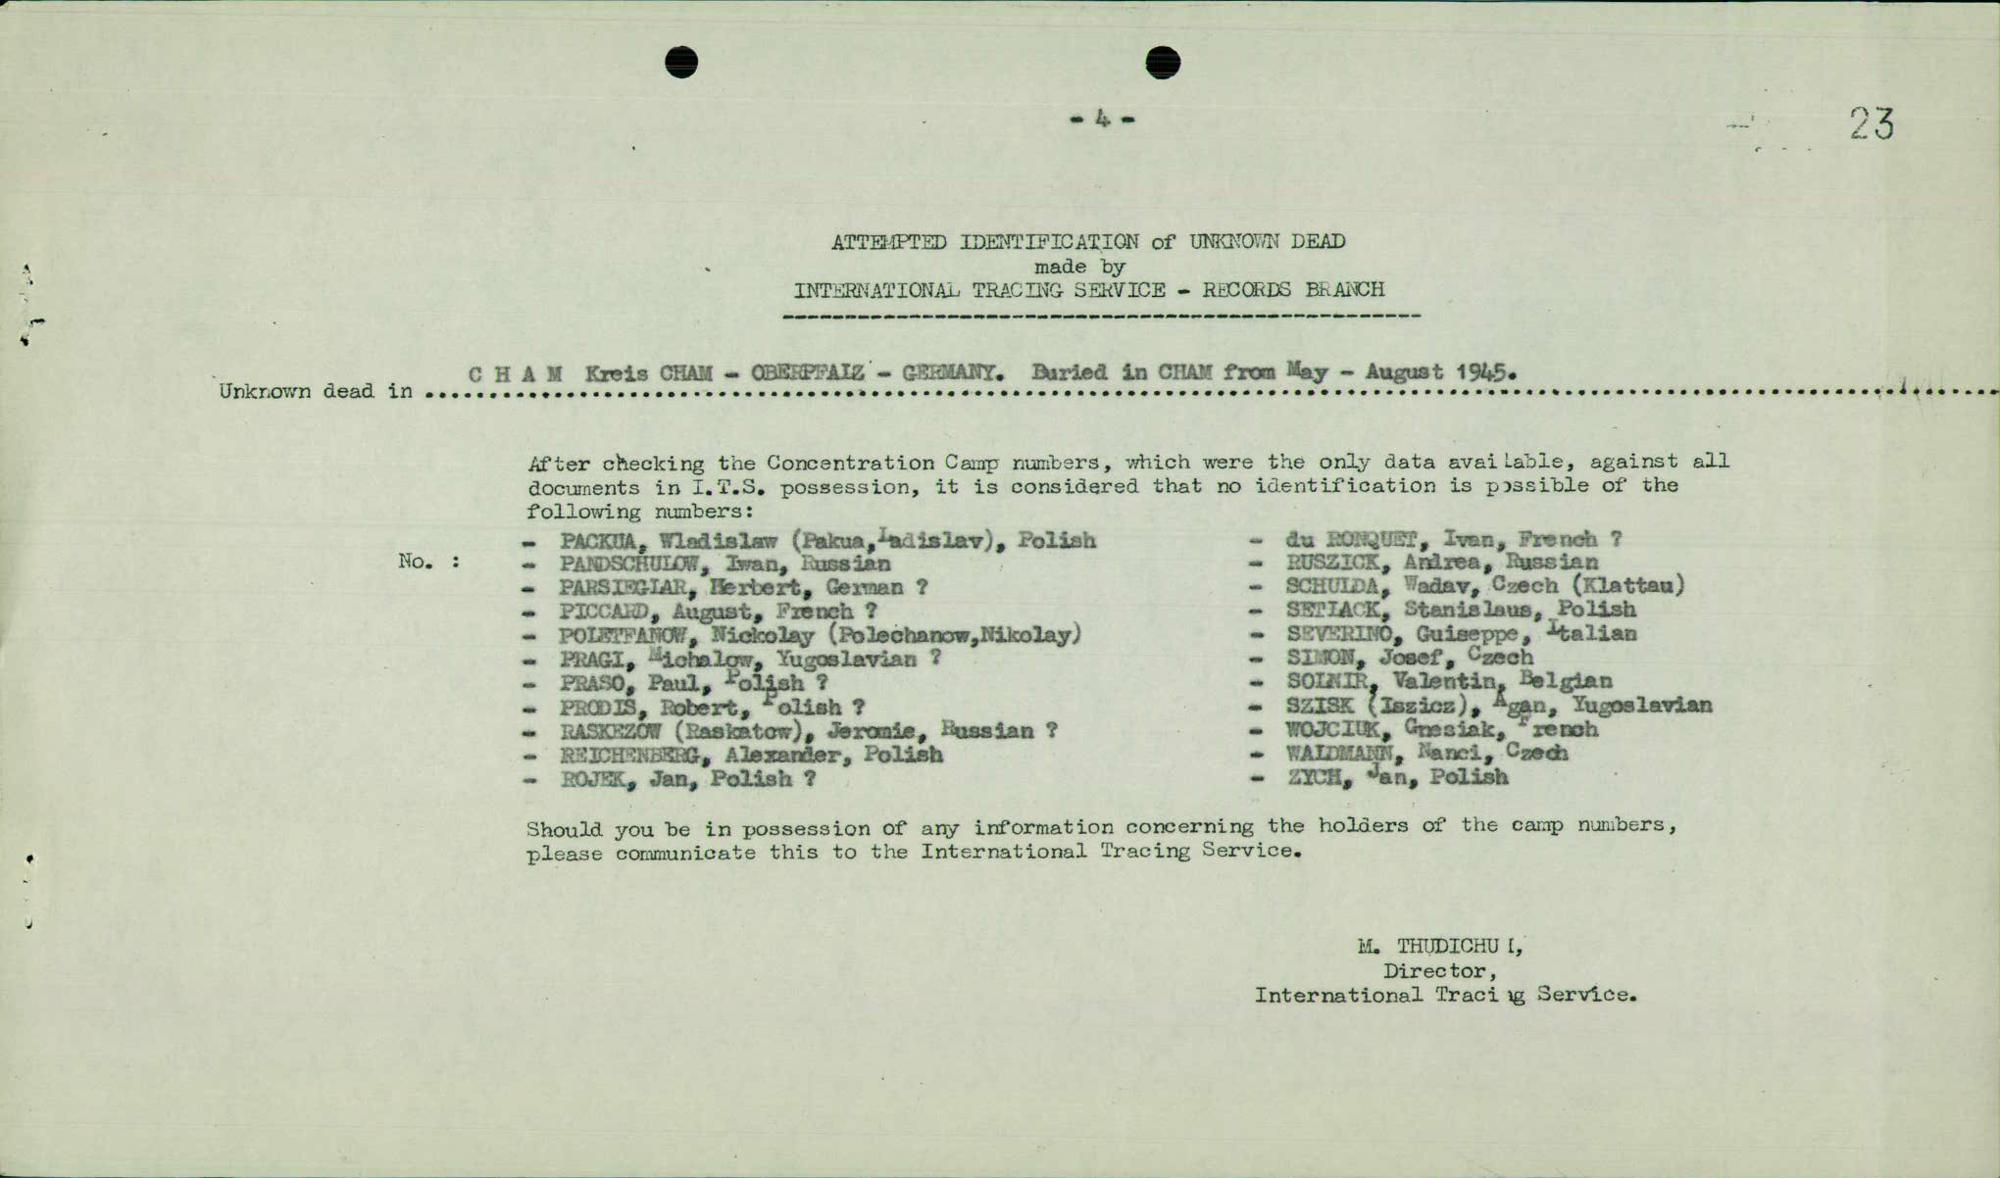 - 4 -
23
ATTEMPTED IDENTIFICATION of UNKNOWN DEAD
made by
INTERNATIONAL TRACING SERVICE - RECORDS BRANCH
C H A M Kreis CHAM - OBERPFALZ - GERMANY. Buried in CHAM from May - August 1945.
Unknown dead in
After checking the Concentration Camp numbers, which were the only data available, against all
documents in I.T.S. possession, it is considered that no identification is possible of the
following numbers:
No. :
- PACKUA, Wladislaw (Pakua,Ladislav), Polish
- PANDSCHULOW, Iwan, Russian
- PARSIEGLAR, Herbert, German ?
- PICCARD, August, French ?
- POLETFANOW, Nickolay (Polechanow,Nikolay)
- PRAGI, Michalow, Yugoslavian ?
- PRASO, Paul, Polish ?
- PRODIS, Robert, Polish ?
- RASKEZOW (Raskatow), Jeromie, Russian ?
- REICHENBERG, Alexander, Polish
- ROJEK, Jan, Polish ?
- du RONQUET, Ivan, French ?
- RUSZICK, Andrea, Russian
- SCHULDA, Wadav, Czech (Klattau)
- SETLACK, Stanislaus, Polish
- SEVERINO, Guiseppe, Italian
- SIMON, Josef, Czech
- SOLNIR, Valentin, Belgian
- SZISK (Iszicz), Agan, Yugoslavian
- WOJCIUK, Gnesiak, French
- WALDMANN, Nanci, Czech
- ZYCH, Jan, Polish
Should you be in possession of any information concerning the holders of the camp numbers,
please communicate this to the International Tracing Service.
M. THUDICHUM,
Director,
International Tracing Service.